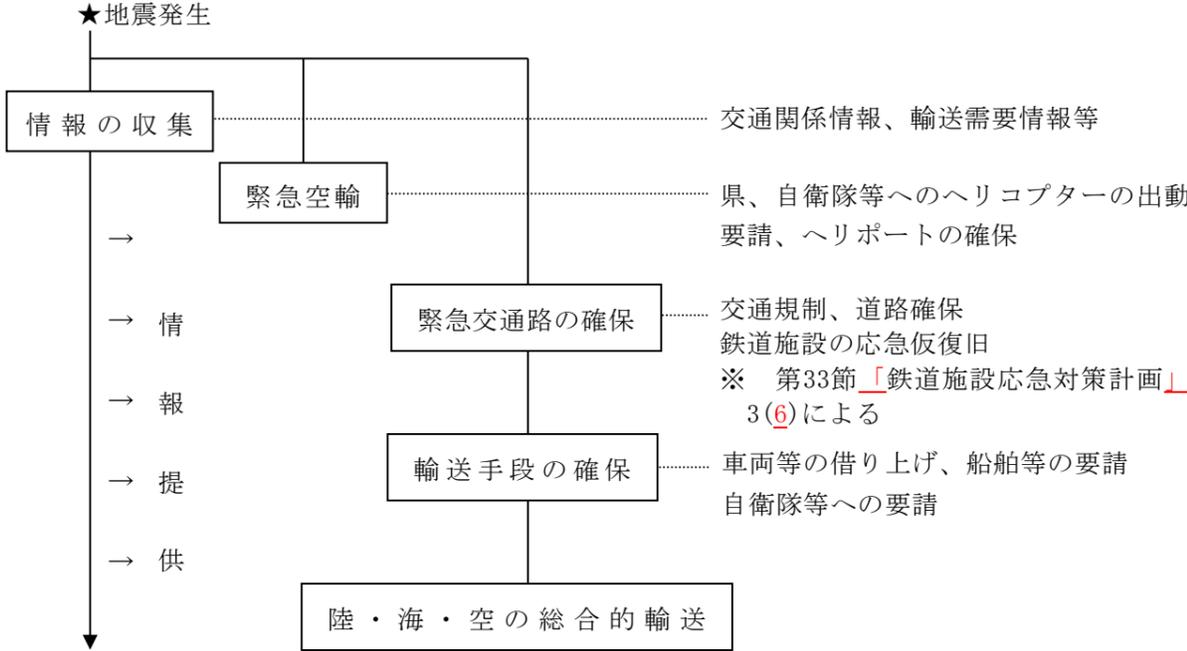 ★地震発生
情報の収集
交通関係情報、輸送需要情報等
緊急空輸
県、自衛隊等へのヘリコプターの出動
要請、ヘリポートの確保
→
→ 情
→ 報
→ 提
→ 供
緊急交通路の確保
交通規制、道路確保
鉄道施設の応急仮復旧
※ 第33節「鉄道施設応急対策計画」
3(6)による
輸送手段の確保
車両等の借り上げ、船舶等の要請
自衛隊等への要請
陸・海・空の総合的輸送